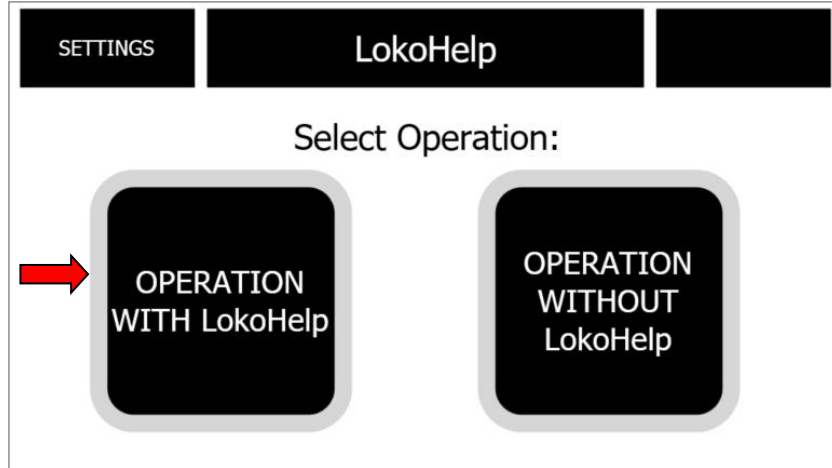 SETTINGS
LokoHelp
Select Operation:
OPERATION
WITH LokoHelp
OPERATION
WITHOUT
LokoHelp